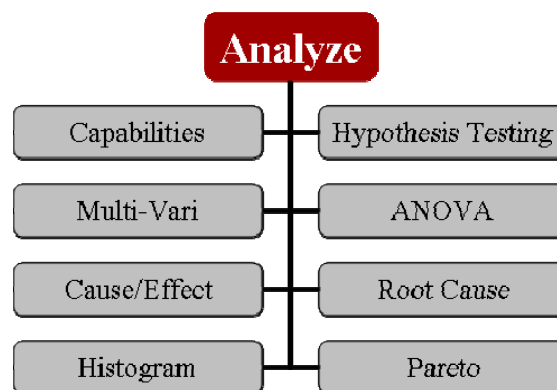 Analyze
Capabilities
Hypothesis Testing
Multi-Vari
ANOVA
Cause/Effect
Root Cause
Histogram
Pareto